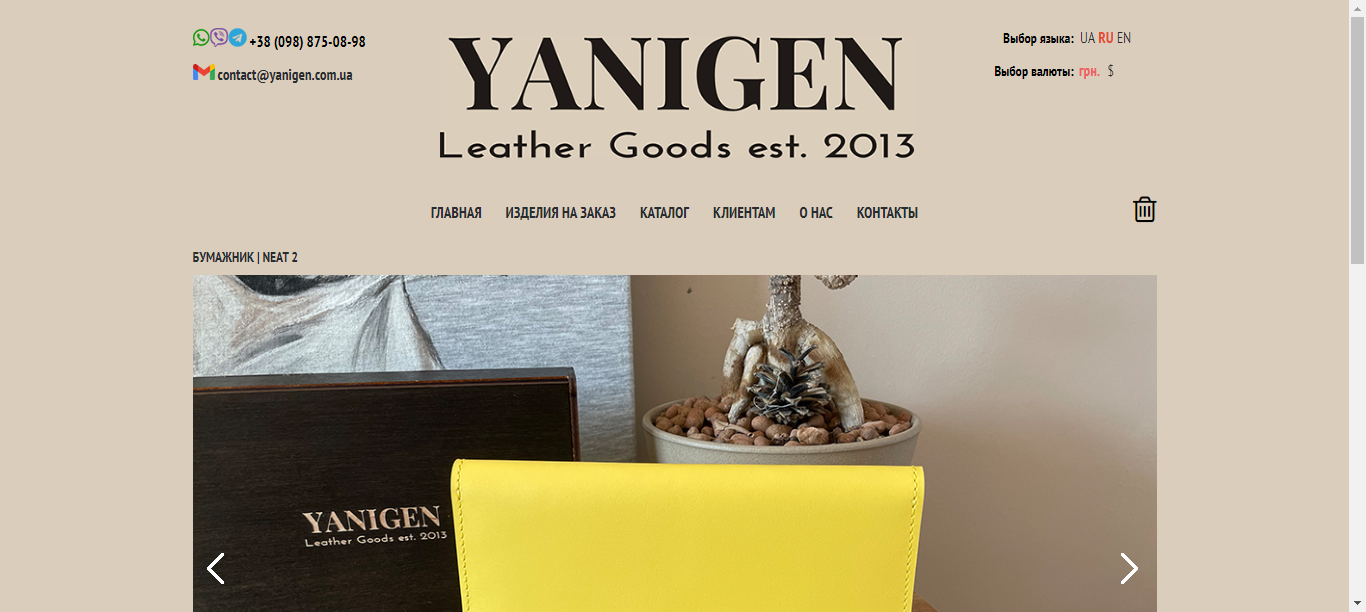 +38 (098) 875-08-98
contact@yanigen.com.ua
YANIGEN
Leather Goods est. 2013
Выбор языка: UA RU EN
Выбор валюты: грн. $
ГЛАВНАЯ ИЗДЕЛИЯ НА ЗАКАЗ КАТАЛОГ КЛИЕНТАМ О НАС КОНТАКТЫ
БУМАЖНИК | NEAT 2
YANIGEN
Leather Goods est. 2013